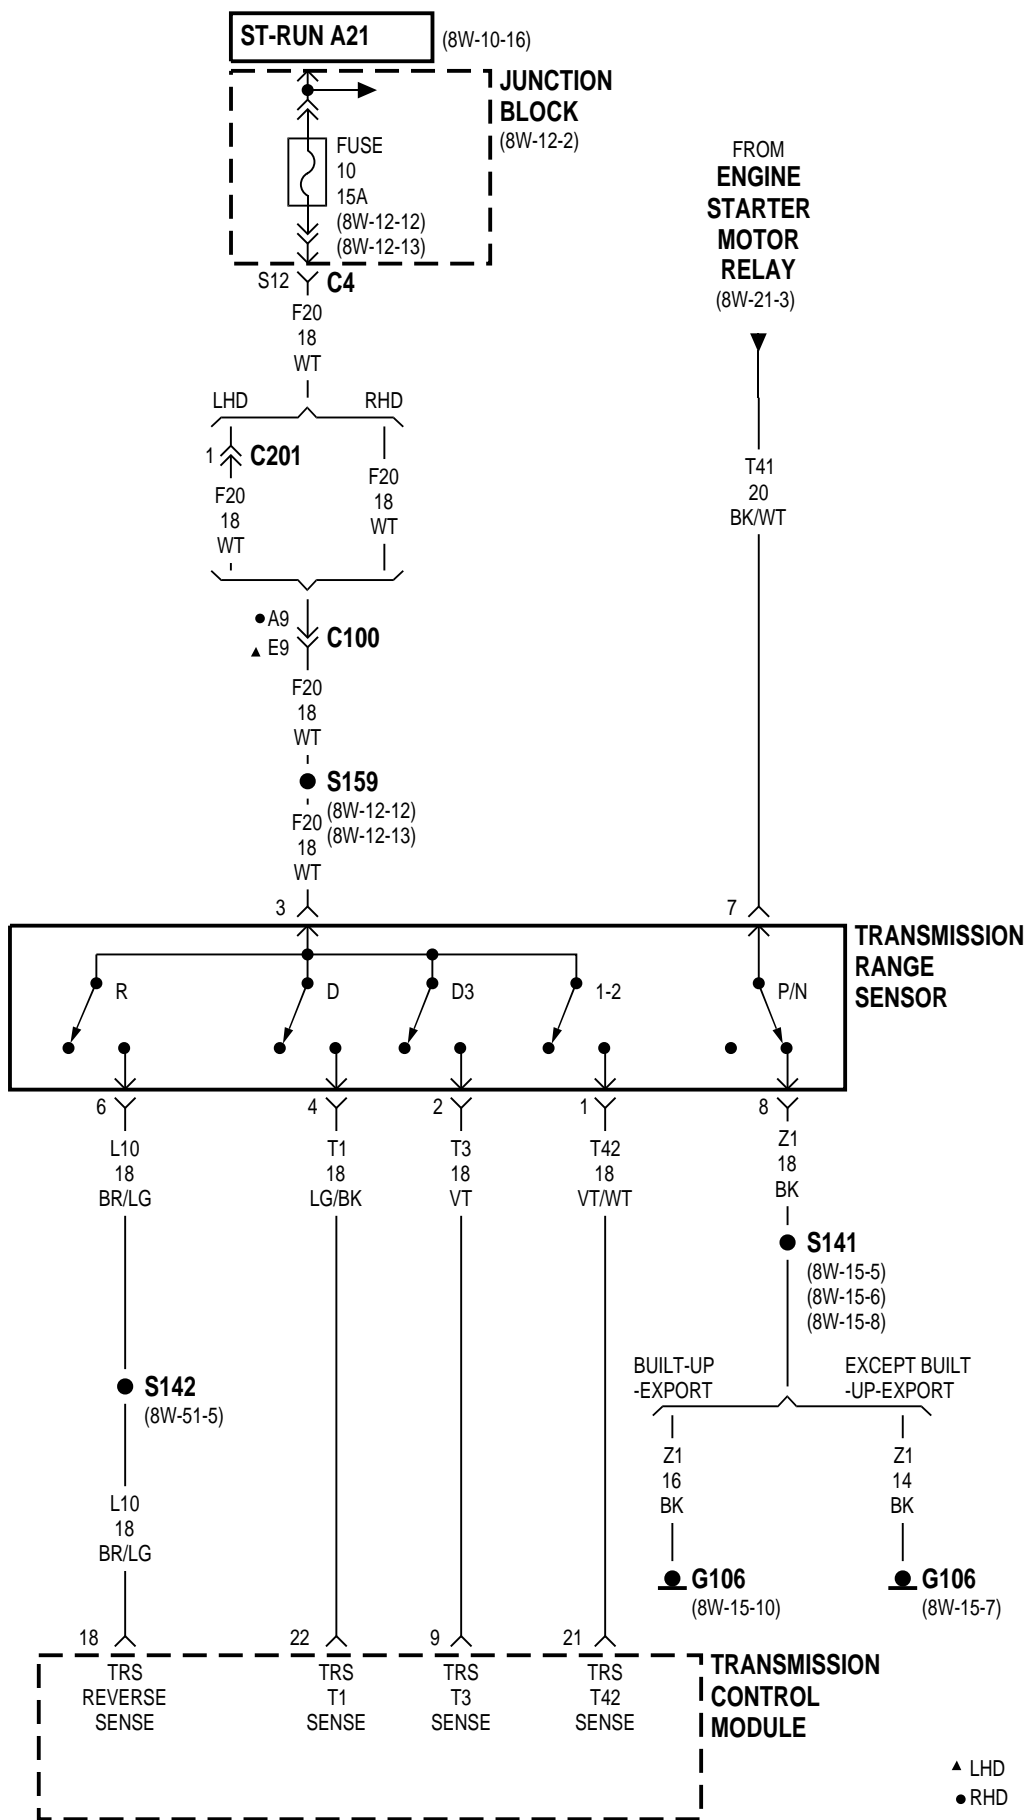 ST-RUN A21
(8W-10-16)
JUNCTION
BLOCK
(8W-12-2)
FUSE
10
15A
(8W-12-12)
(8W-12-13)
S12
C4
F20
18
WT
FROM
ENGINE
STARTER
MOTOR
RELAY
(8W-21-3)
LHD
RHD
1
C201
F20
18
WT
F20
18
WT
T41
20
BK/WT
A9
E9
C100
F20
18
WT
S159
(8W-12-12)
(8W-12-13)
F20
18
WT
3
7
TRANSMISSION
RANGE
SENSOR
R
D
D3
1-2
P/N
6
4
2
1
8
L10
18
BR/LG
T1
18
LG/BK
T3
18
VT
T42
18
VT/WT
Z1
18
BK
S141
(8W-15-5)
(8W-15-6)
(8W-15-8)
S142
(8W-51-5)
BUILT-UP
-EXPORT
EXCEPT BUILT
-UP-EXPORT
L10
18
BR/LG
Z1
16
BK
Z1
14
BK
G106
(8W-15-10)
G106
(8W-15-7)
18
22
9
21
TRS
REVERSE
SENSE
TRS
T1
SENSE
TRS
T3
SENSE
TRS
T42
SENSE
TRANSMISSION
CONTROL
MODULE
LHD
RHD